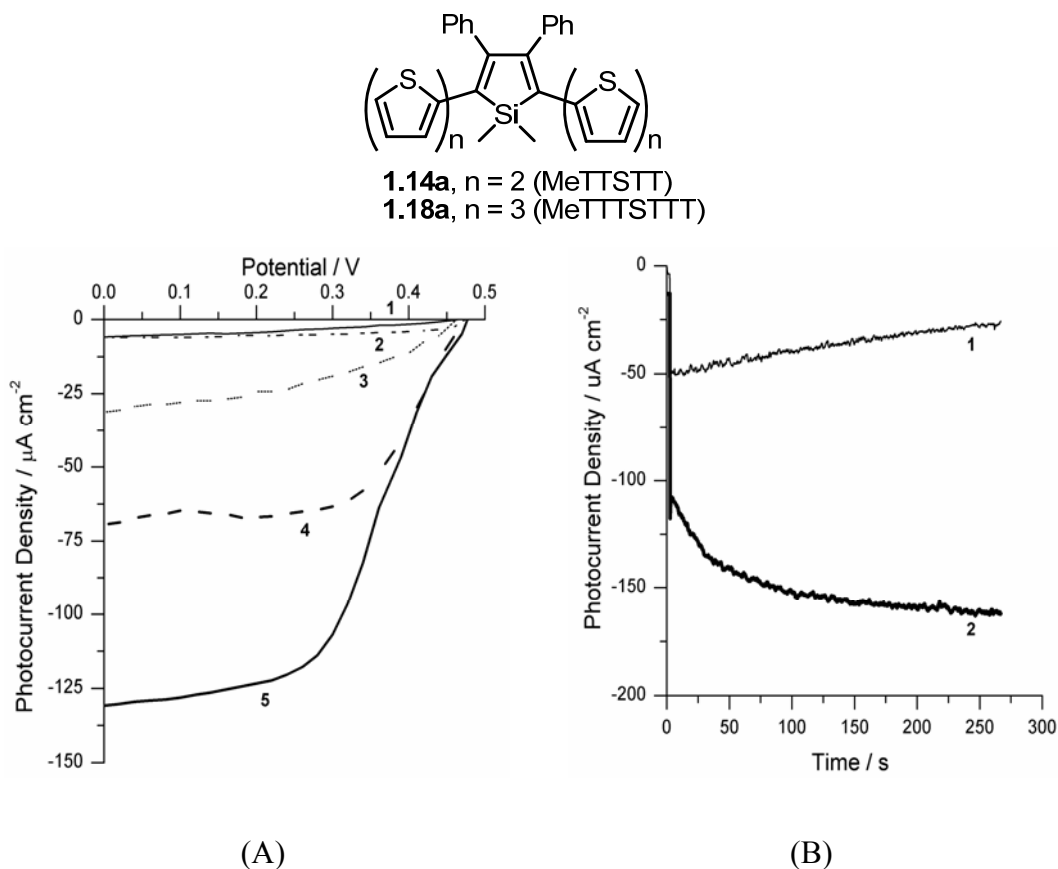 Ph Ph
S S
Si
n n
1.14a, n = 2 (MeTTSTT)
1.18a, n = 3 (MeTTTSTTT)
Potential / V
0.0 0.1 0.2 0.3 0.4 0.5
1
2
3
4
5
0
-25
-50
-75
-100
-125
-150
Photocurrent Density / μA cm-2
0
-50
-100
-150
-200
Photocurrent Density / uA cm-2
1
2
0 50 100 150 200 250 300
Time / s
(A) (B)